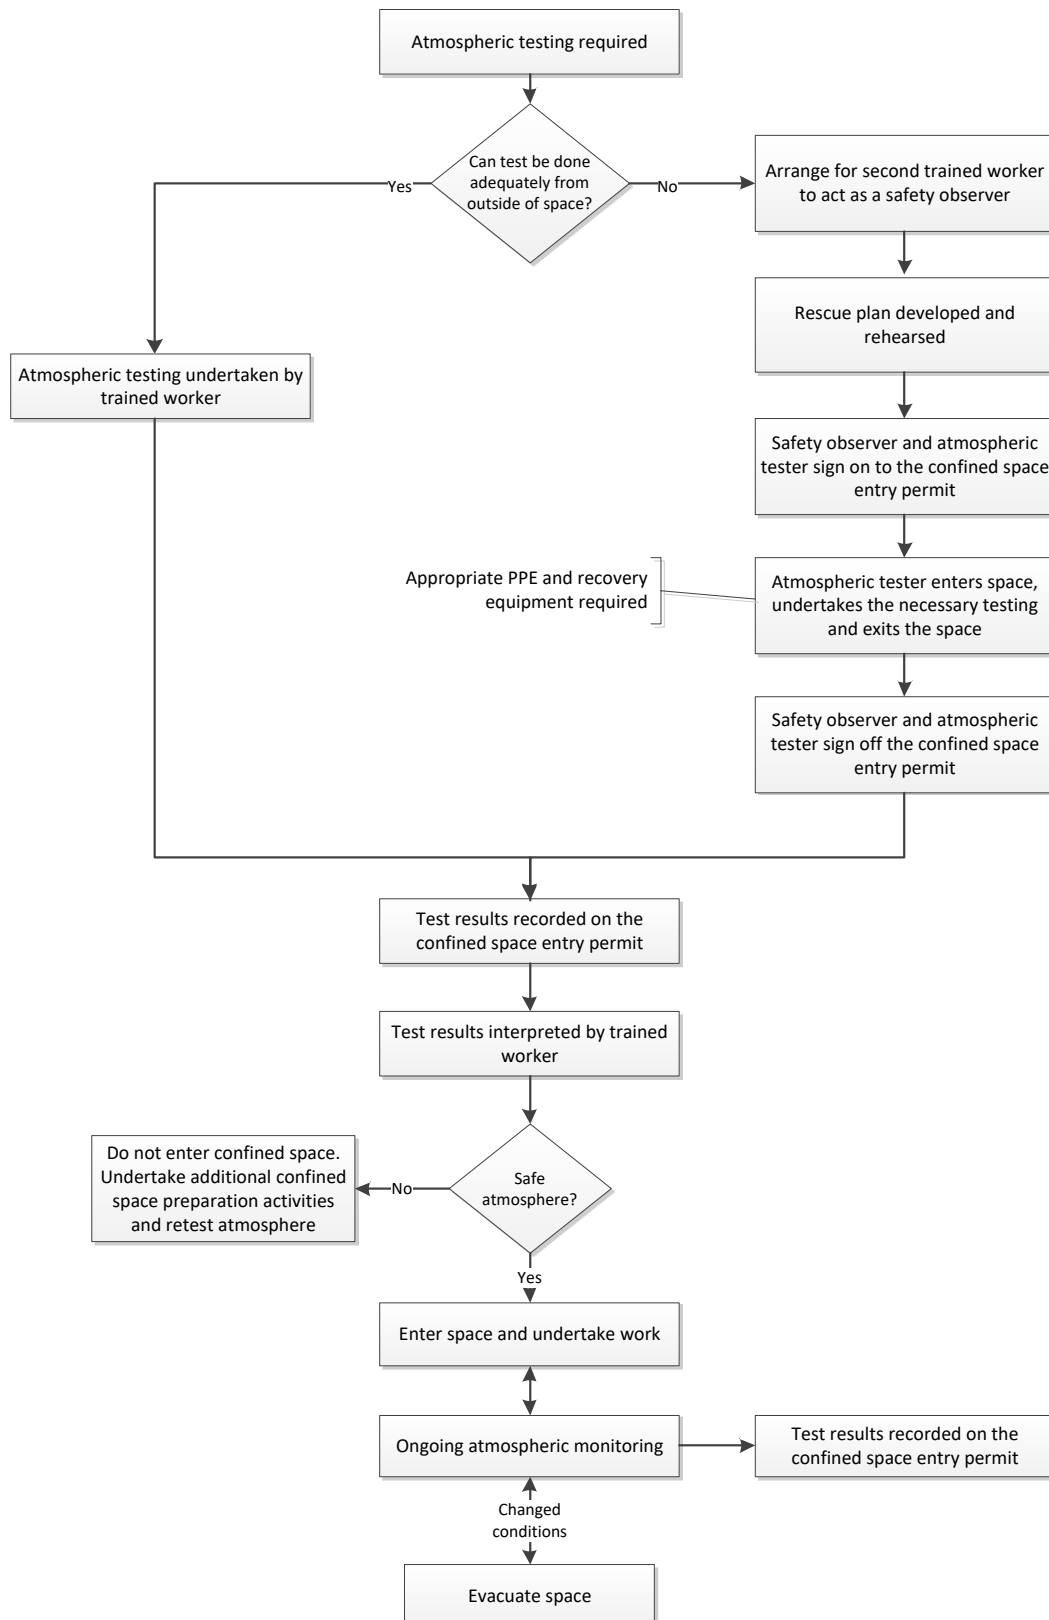 Atmospheric testing required
Can test be done
adequately from
outside of space?
Yes
No
Arrange for second trained worker
to act as a safety observer
Rescue plan developed and
rehearsed
Atmospheric testing undertaken by
trained worker
Safety observer and atmospheric
tester sign on to the confined space
entry permit
Appropriate PPE and recovery
equipment required
Atmospheric tester enters space,
undertakes the necessary testing
and exits the space
Safety observer and atmospheric
tester sign off the confined space
entry permit
Test results recorded on the
confined space entry permit
Test results interpreted by trained
worker
Safe
atmosphere?
No
Do not enter confined space.
Undertake additional confined
space preparation activities
and retest atmosphere
Yes
Enter space and undertake work
Ongoing atmospheric monitoring
Test results recorded on the
confined space entry permit
Changed
conditions
Evacuate space